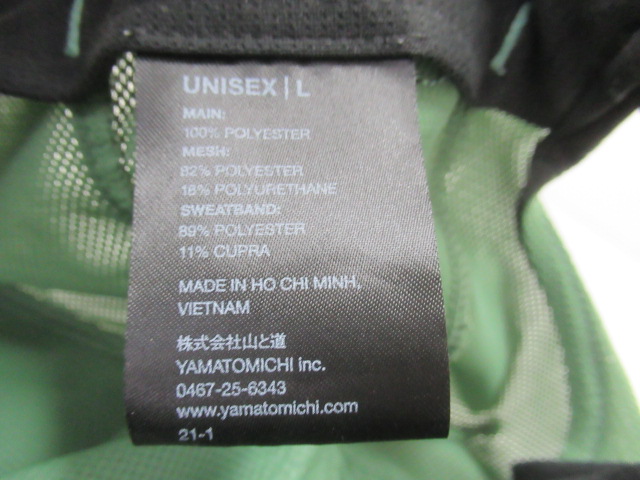 UNISEX | L
MAIN:
100% POLYESTER
MESH:
82% POLYESTER
18% POLYURETHANE
SWEATBAND:
89% POLYESTER
11% CUPRA
MADE IN HO CHI MINH,
VIETNAM
株式会社山と道
YAMATOMICHI inc.
0467-25-6343
www.yamatomichi.com
21-1